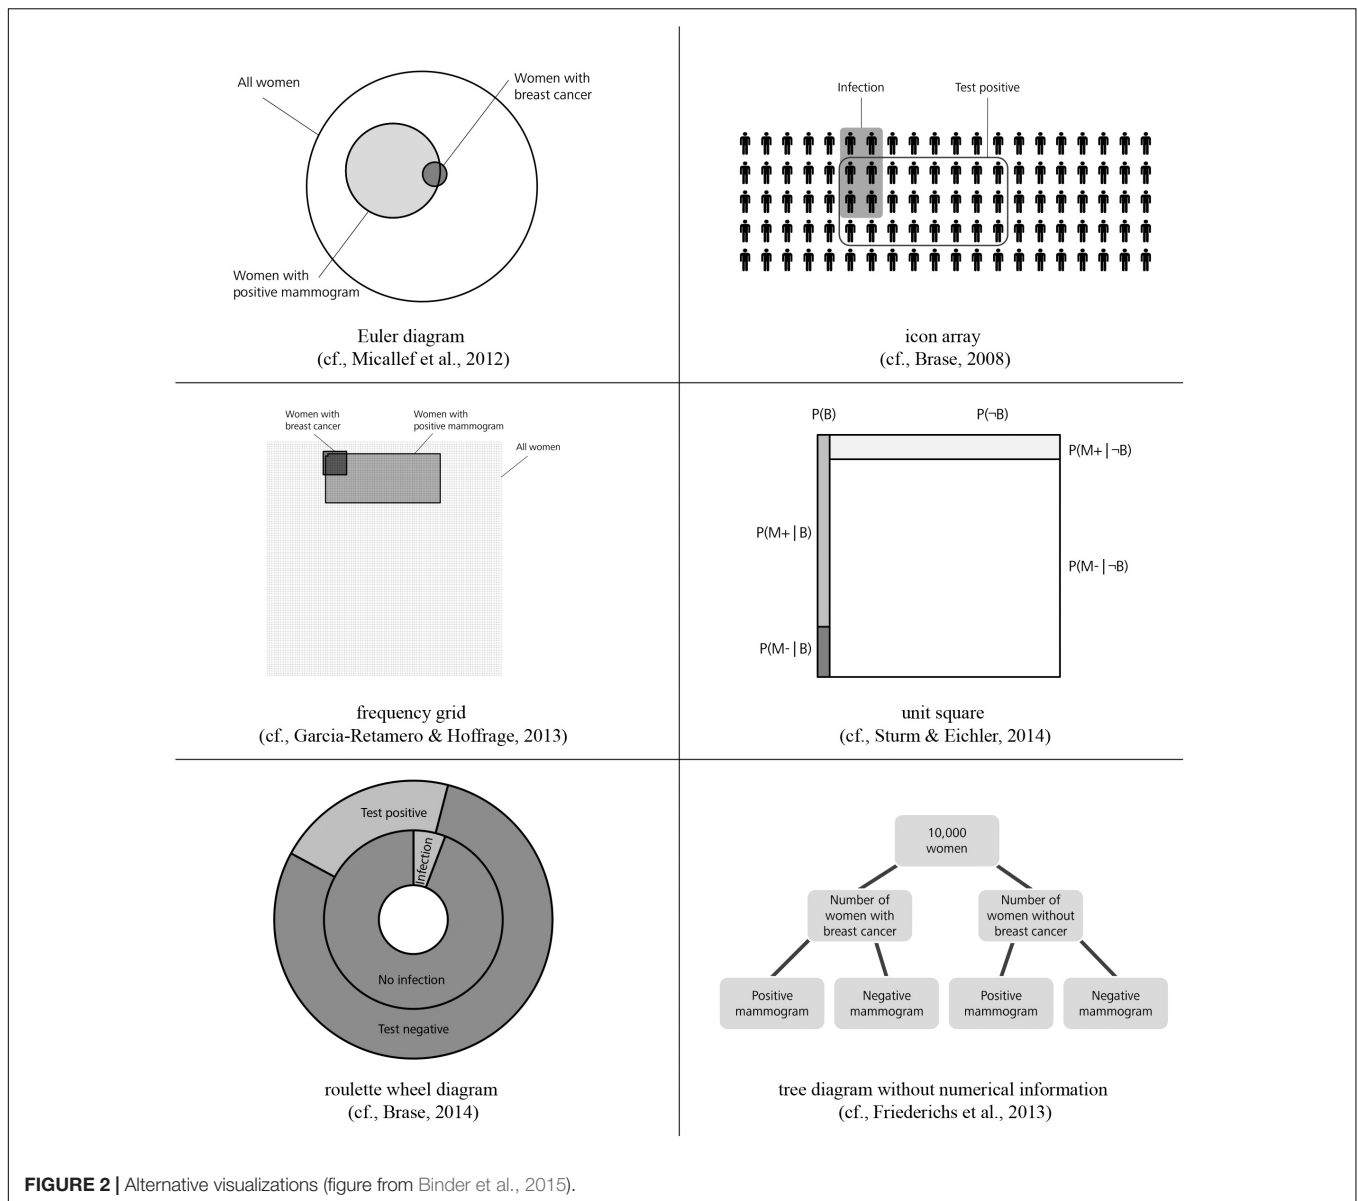 All women
Women with
breast cancer
Women with
positive mammogram
Euler diagram
(cf., Micallef et al., 2012)
Infection
Test positive
icon array
(cf., Brase, 2008)
Women with
breast cancer
Women with
positive mammogram
All women
frequency grid
(cf., Garcia-Retamero & Hoffrage, 2013)
P(B)
P(¬B)
P(M+|¬B)
P(M+|B)
P(M-|¬B)
P(M-|B)
unit square
(cf., Sturm & Eichler, 2014)
Test positive
Infection
No infection
Test negative
roulette wheel diagram
(cf., Brase, 2014)
10,000
women
Number of
women with
breast cancer
Number of
women without
breast cancer
Positive
mammogram
Negative
mammogram
Positive
mammogram
Negative
mammogram
tree diagram without numerical information
(cf., Friederichs et al., 2013)
FIGURE 2 | Alternative visualizations (figure from Binder et al., 2015).